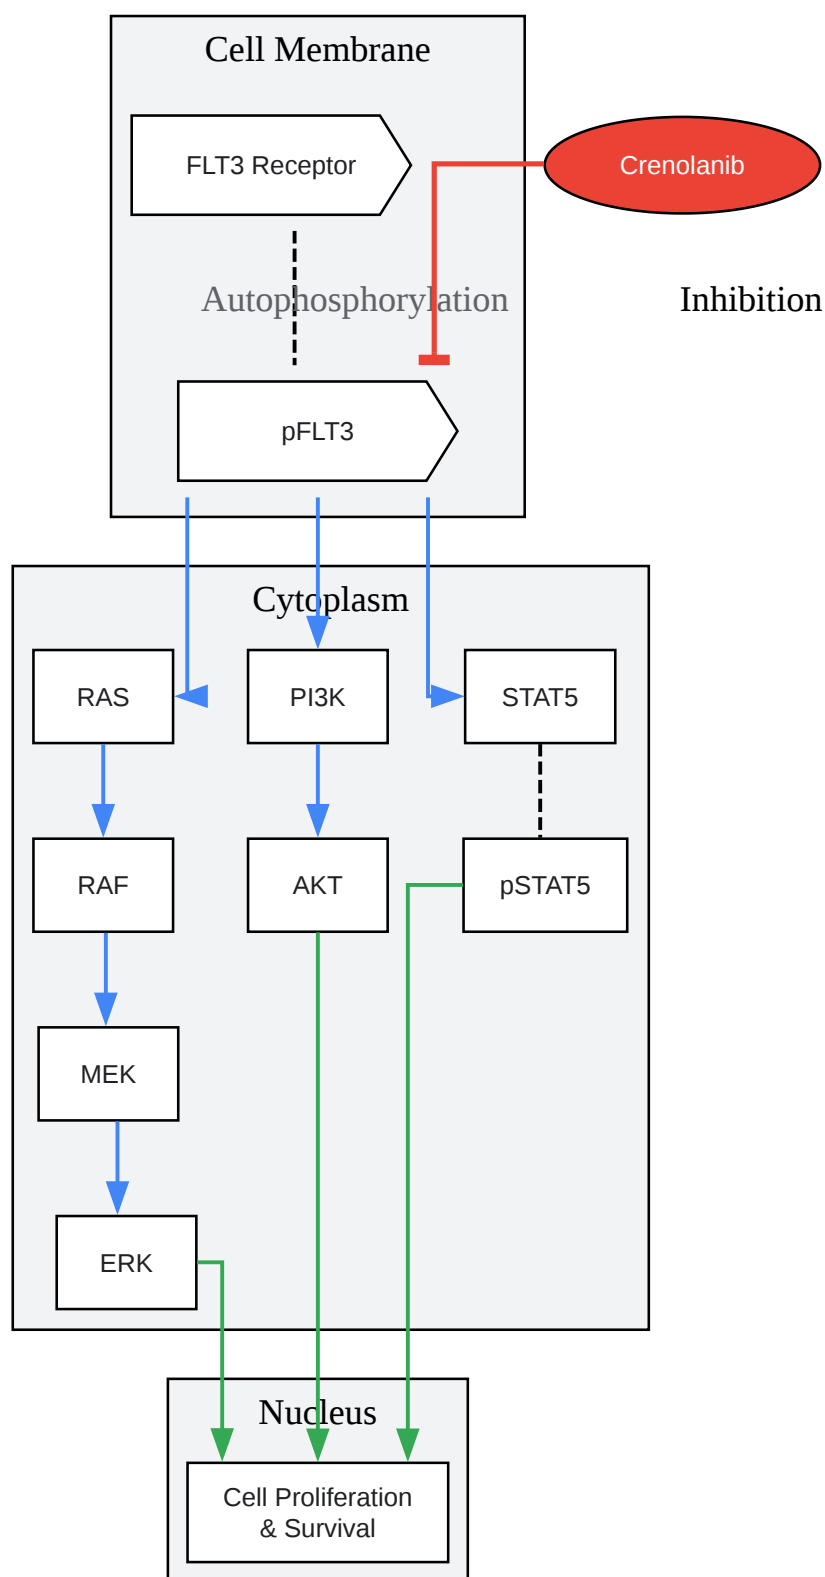 Cell Membrane
FLT3 Receptor
Crenolanib
Autophosphorylation
Inhibition
pFLT3
Cytoplasm
RAS
PI3K
STAT5
RAF
AKT
pSTAT5
MEK
ERK
Nucleus
Cell Proliferation
& Survival